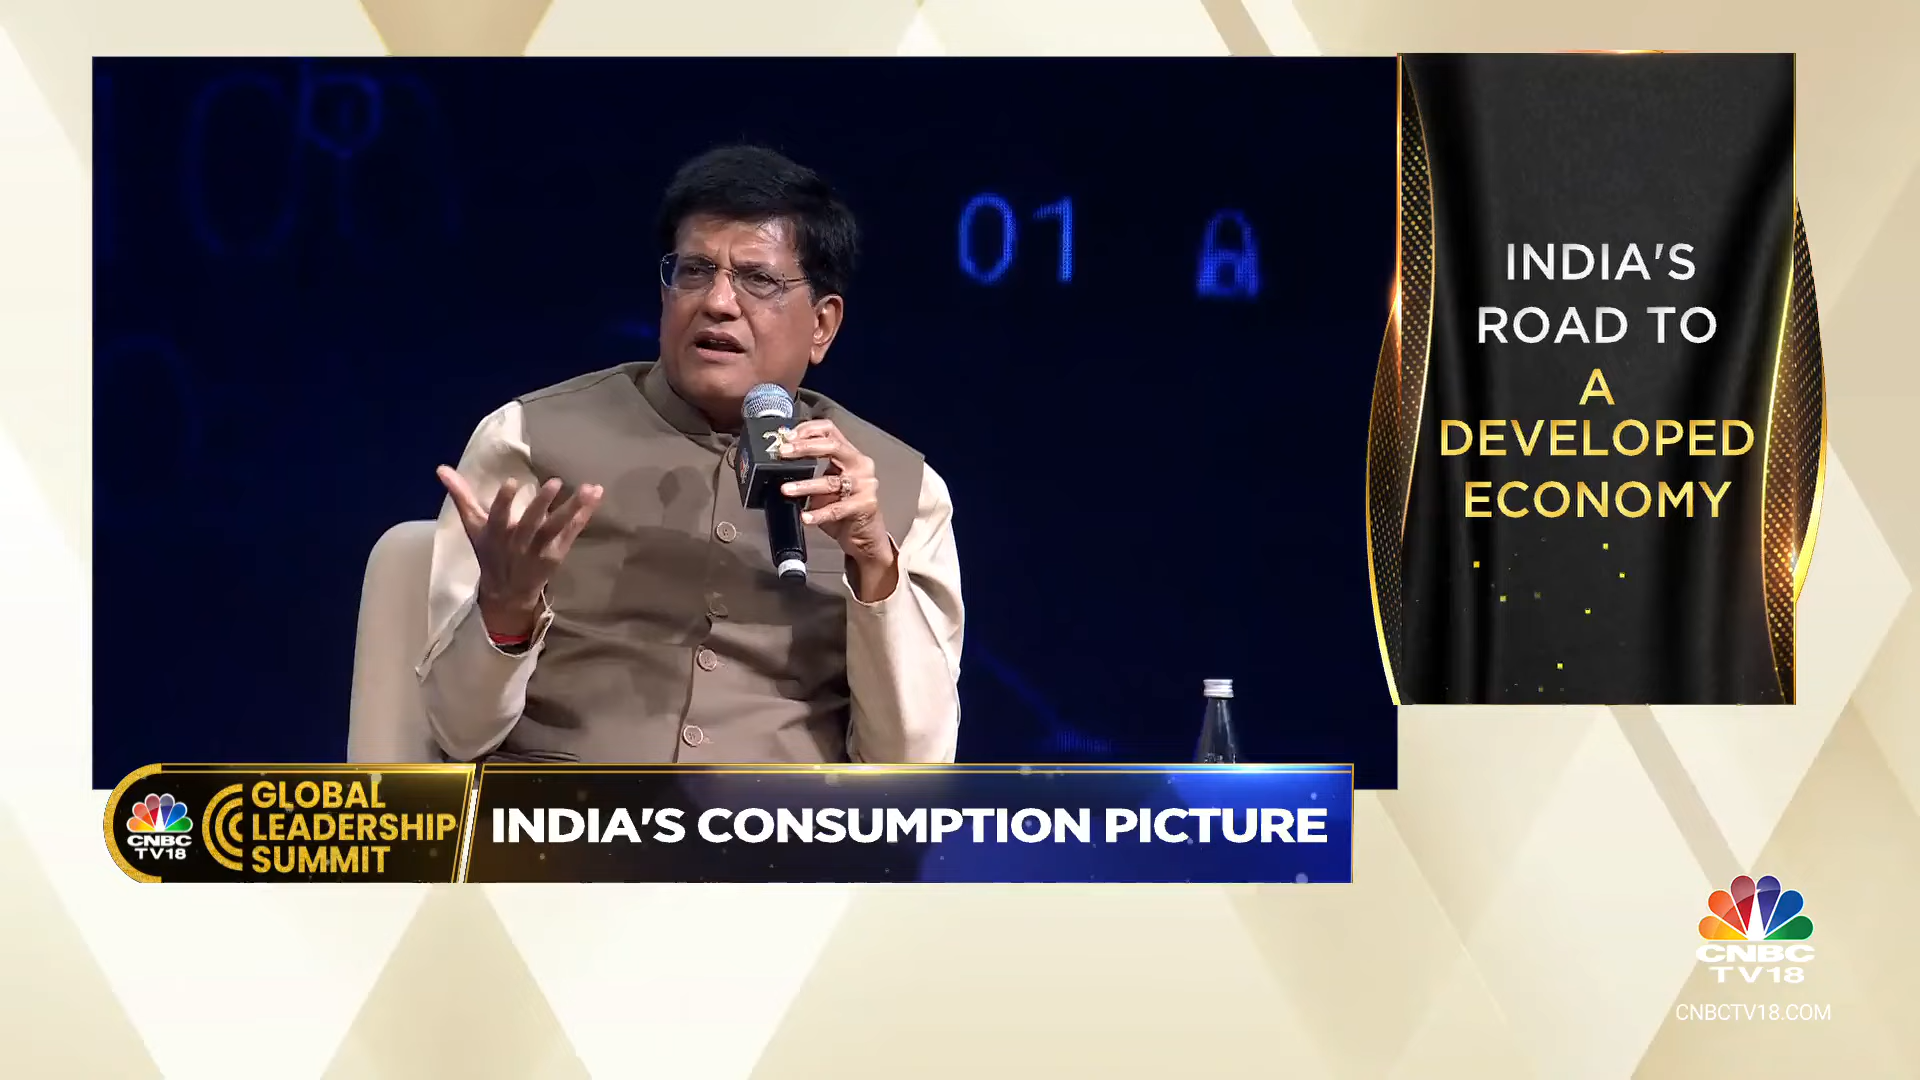 01
INDIA'S
ROAD TO
A
DEVELOPED
ECONOMY
CNBC
TV18
GLOBAL
LEADERSHIP
SUMMIT
INDIA'S CONSUMPTION PICTURE
CNBC
TV18
CNBCTV18.COM